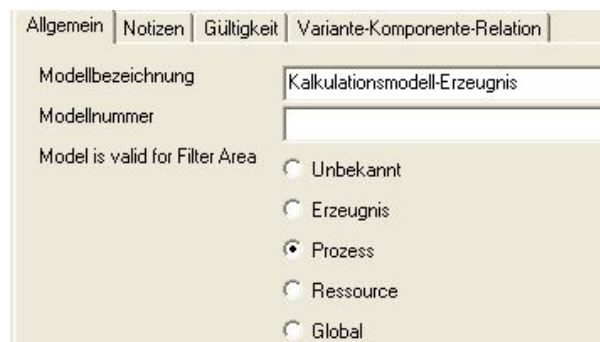 Allgemein Notizen Gültigkeit Variante-Komponente-Relation
Modellbezeichnung Kalkulationsmodell-Erzeugnis
Modellnummer
Model is valid for Filter Area
Unbekannt
Erzeugnis
Prozess
Ressource
Global